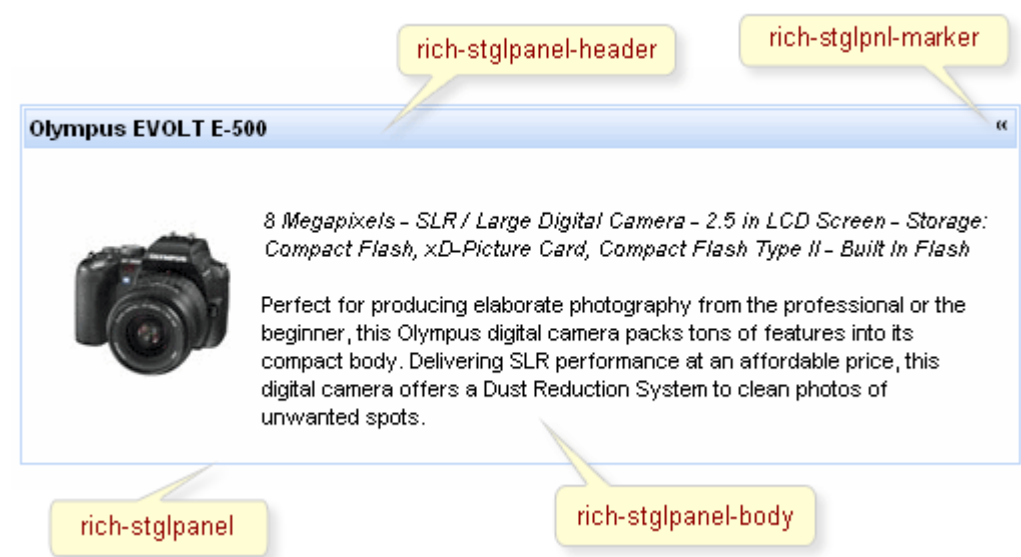 rich-stglpanel-header
rich-stglpnl-marker
Olympus EVOLT E-500 «
8 Megapixels - SLR / Large Digital Camera - 2.5 in LCD Screen - Storage:
Compact Flash, xD-Picture Card, Compact Flash Type II - Built In Flash
OLYMPUS
Perfect for producing elaborate photography from the professional or the
beginner, this Olympus digital camera packs tons of features into its
compact body. Delivering SLR performance at an affordable price, this
digital camera offers a Dust Reduction System to clean photos of
unwanted spots.
rich-stglpanel
rich-stglpanel-body